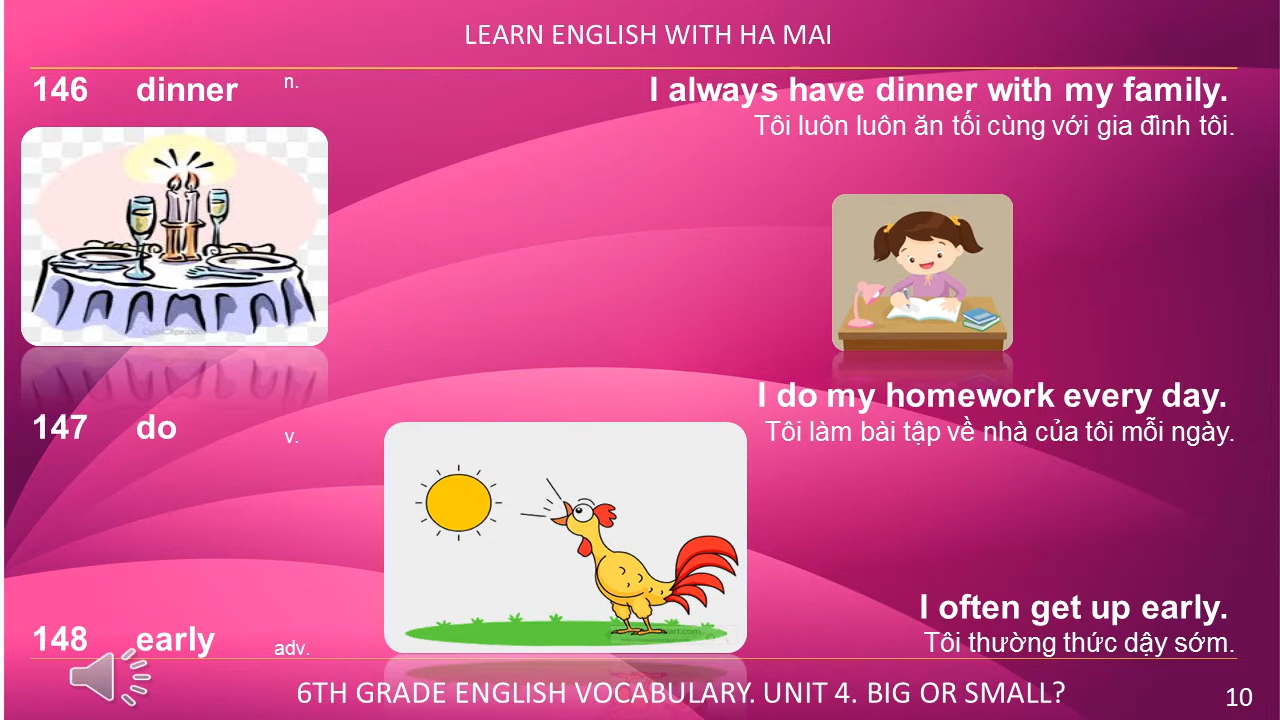 LEARN ENGLISH WITH HA MAI
146 dinner n. I always have dinner with my family.
Tôi luôn luôn ăn tối cùng với gia đình tôi.
I do my homework every day.
147 do v. Tôi làm bài tập về nhà của tôi mỗi ngày.
I often get up early.
148 early adv. Tôi thường thức dậy sớm.
6TH GRADE ENGLISH VOCABULARY. UNIT 4. BIG OR SMALL?
10